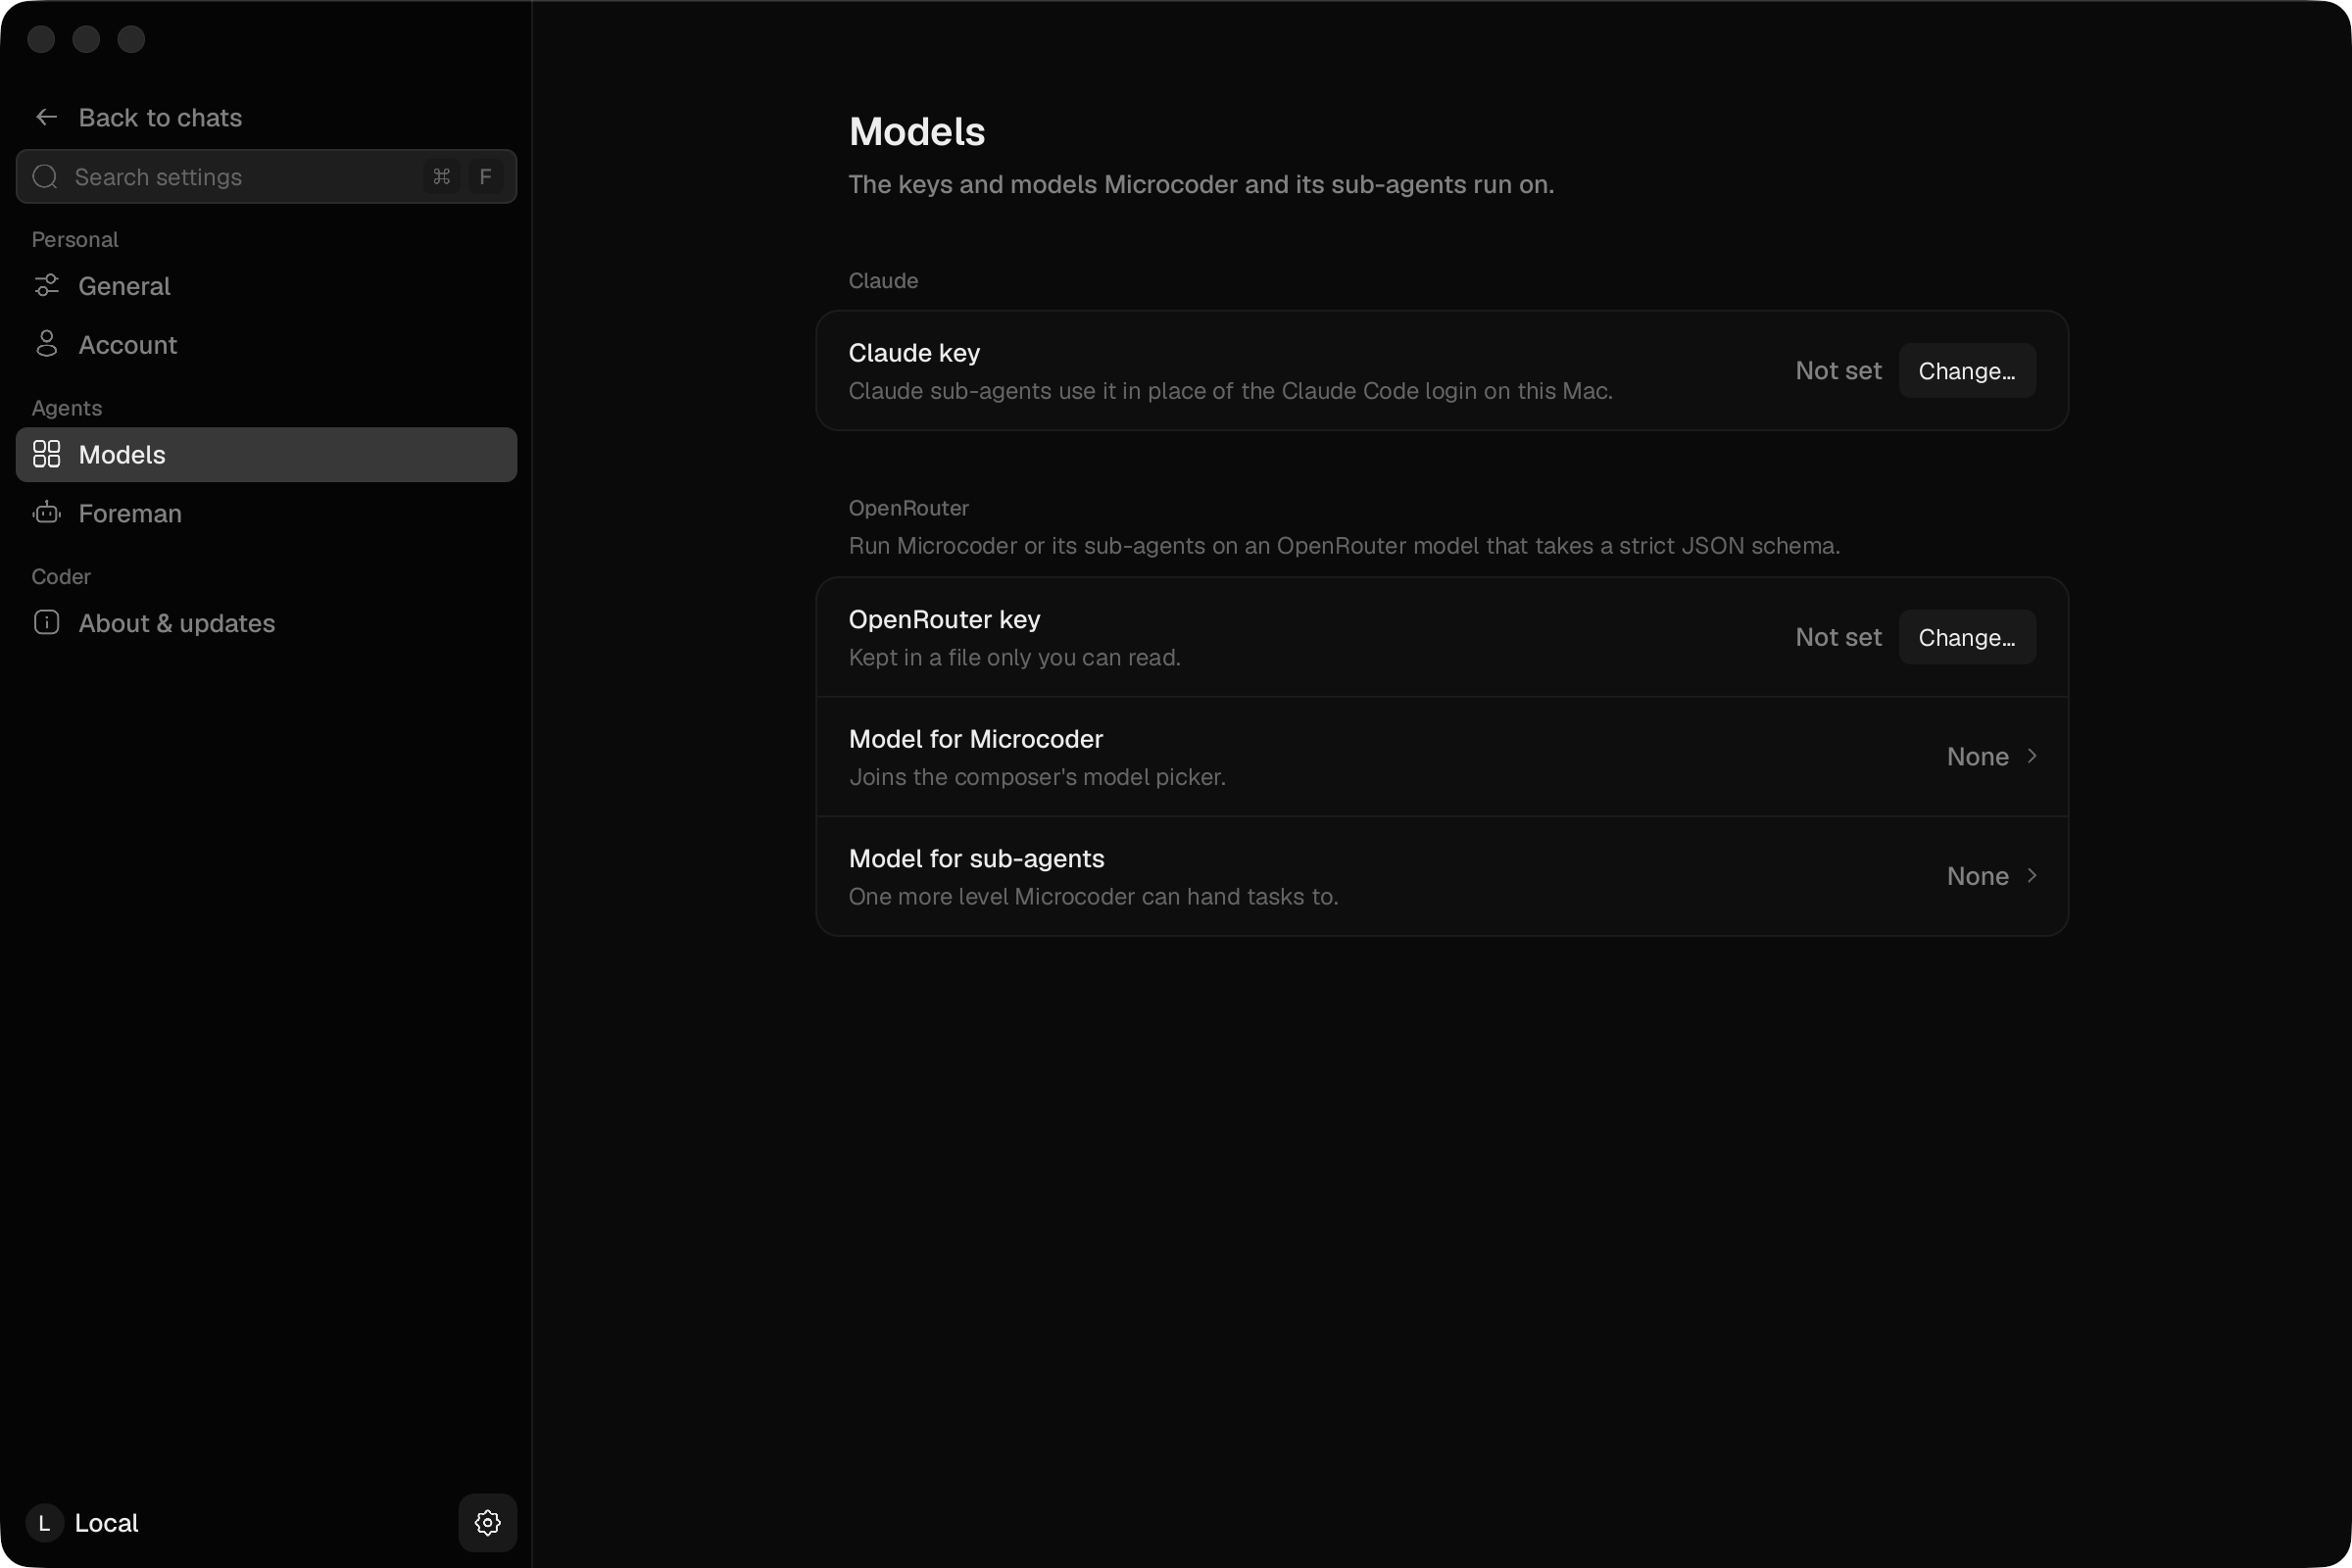 Back to chats
Search settings ⌘ F
Personal
General
Account
Agents
Models
Foreman
Coder
About & updates
L Local
Models
The keys and models Microcoder and its sub-agents run on.
Claude
Claude key
Claude sub-agents use it in place of the Claude Code login on this Mac.
Not set Change…
OpenRouter
Run Microcoder or its sub-agents on an OpenRouter model that takes a strict JSON schema.
OpenRouter key
Kept in a file only you can read.
Not set Change…
Model for Microcoder
Joins the composer's model picker.
None
Model for sub-agents
One more level Microcoder can hand tasks to.
None